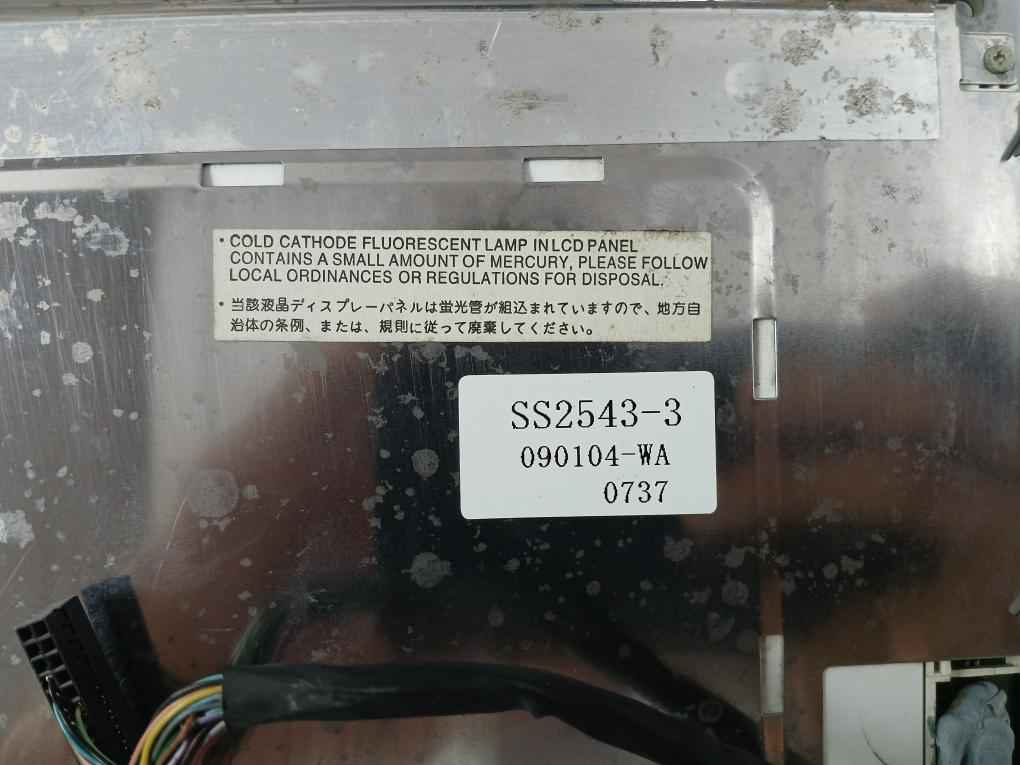 ・COLD CATHODE FLUORESCENT LAMP IN LCD PANEL
CONTAINS A SMALL AMOUNT OF MERCURY, PLEASE FOLLOW
LOCAL ORDINANCES OR REGULATIONS FOR DISPOSAL.
・当該液晶ディスプレーパネルは蛍光管が組込まれていますので、地方自
治体の条例、または、規則に従って廃棄してください。
SS2543-3
090104-WA
0737